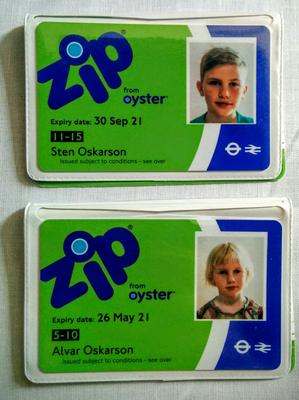 zip
from
oyster
Expiry date: 30 Sep 21
11-15
Sten Oskarson
Issued subject to conditions - see over
zip
from
oyster
Expiry date: 26 May 21
5-10
Alvar Oskarson
Issued subject to conditions - see over